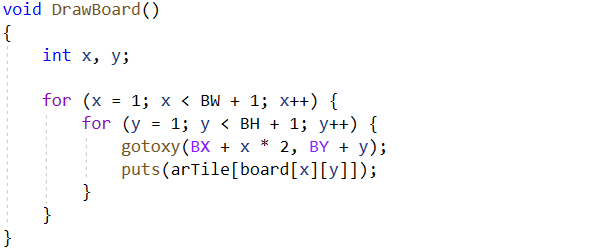 void DrawBoard()
{
    int x, y;

    for (x = 1; x < BW + 1; x++) {
        for (y = 1; y < BH + 1; y++) {
            gotoxy(BX + x * 2, BY + y);
            puts(arTile[board[x][y]]);
        }
    }
}